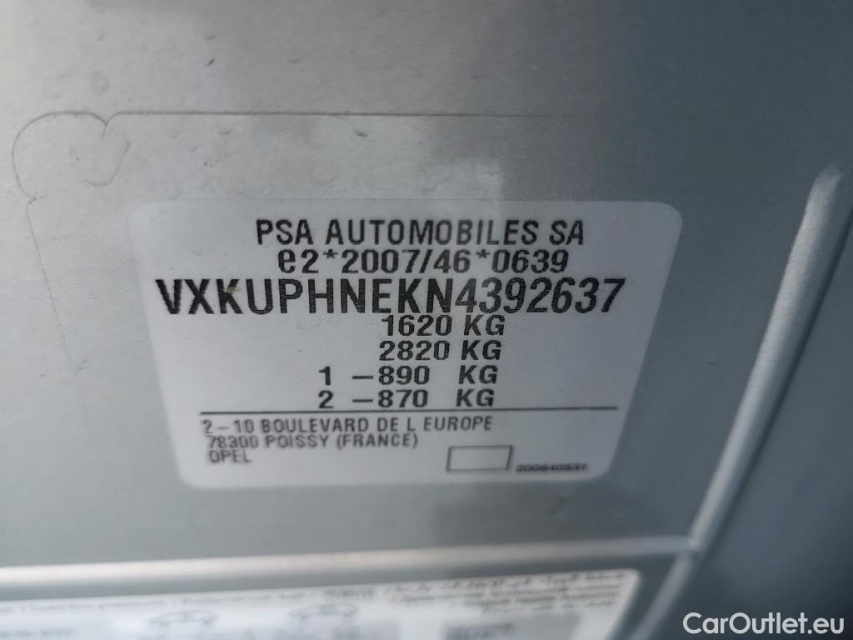 PSA AUTOMOBILES SA
e2*2007/46*0639
VXKUPHNEKN4392637
1620 KG
2820 KG
1 -890 KG
2 -870 KG
2-10 BOULEVARD DE L EUROPE
78300 POISSY (FRANCE)
OPEL
CarOutlet.eu